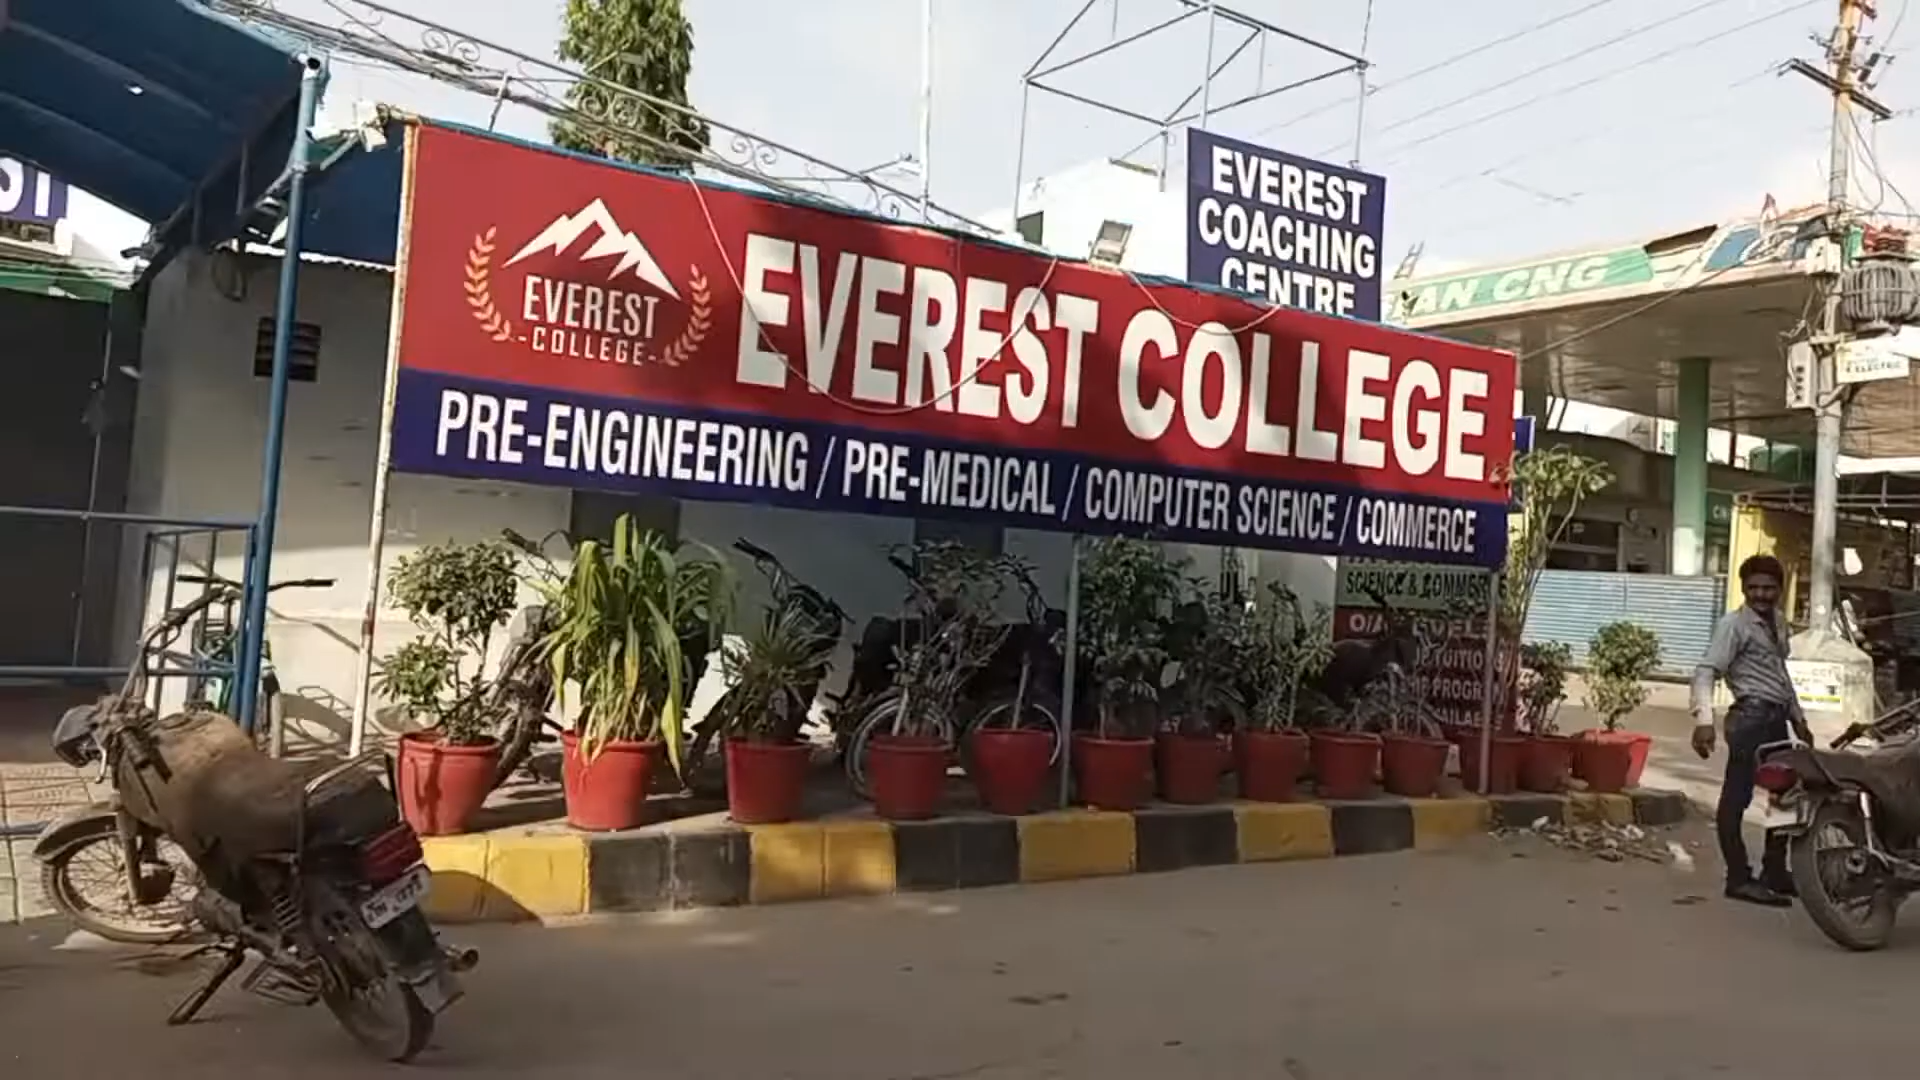 EVEREST
COACHING
CENTRE
EVEREST
-COLLEGE-
EVEREST COLLEGE
PRE-ENGINEERING / PRE-MEDICAL / COMPUTER SCIENCE / COMMERCE
CNG
SCIENCE & COMMERCE